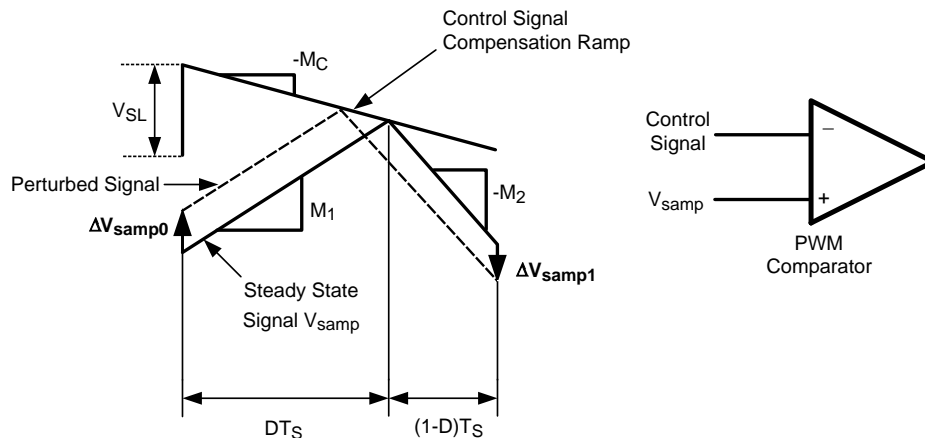 Control Signal
Compensation Ramp
-M_C
V_SL
Perturbed Signal
M_1
-M_2
ΔV_samp0
ΔV_samp1
Steady State
Signal V_samp
DT_S
(1-D)T_S
Control
Signal
−
V_samp
+
PWM
Comparator